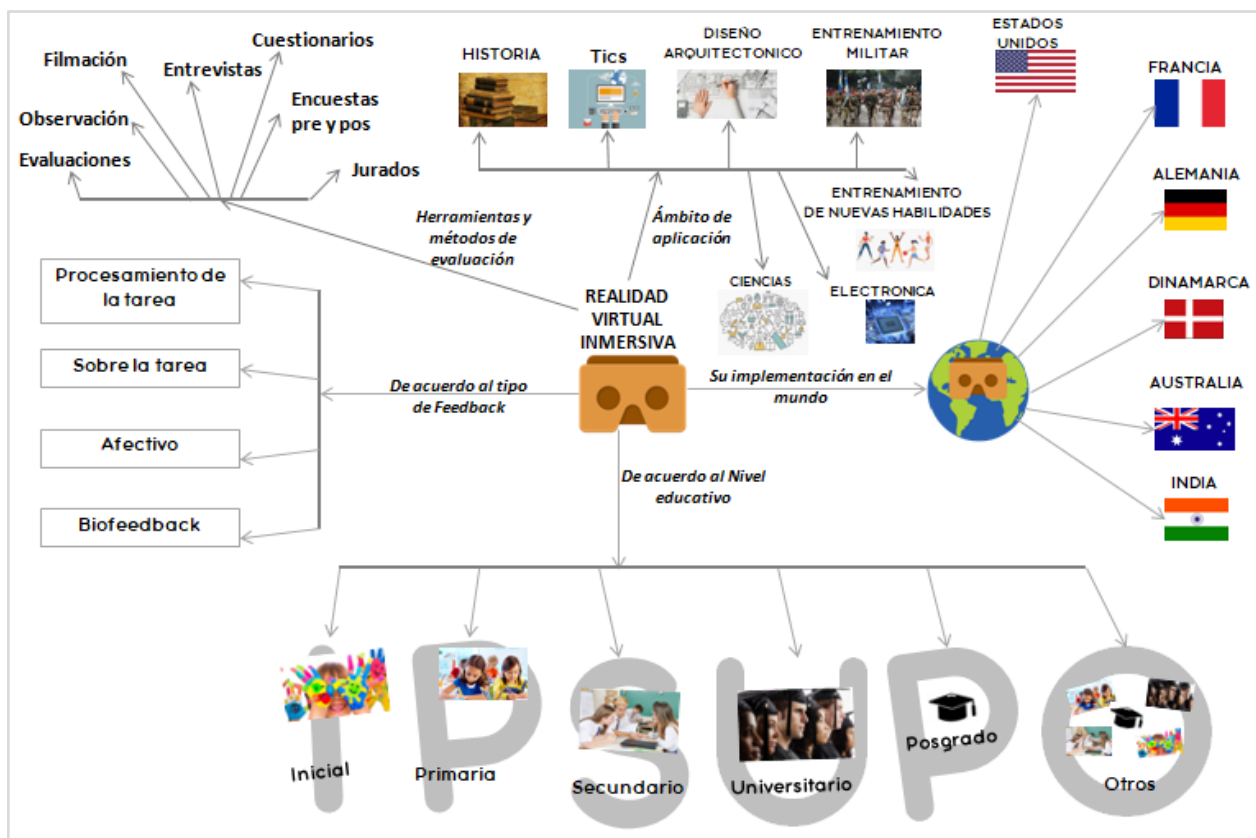 Cuestionarios
Filmación
Entrevistas
Observación
Encuestas
pre y pos
Evaluaciones
Jurados
Herramientas y
métodos de
evaluación
HISTORIA
Tics
DISEÑO
ARQUITECTONICO
ENTRENAMIENTO
MILITAR
Ámbito de
aplicación
ENTRENAMIENTO
DE NUEVAS HABILIDADES
CIENCIAS
ELECTRONICA
ESTADOS
UNIDOS
FRANCIA
ALEMANIA
DINAMARCA
AUSTRALIA
INDIA
REALIDAD
VIRTUAL
INMERSIVA
Su implementación en el
mundo
De acuerdo al tipo
de Feedback
Procesamiento de
la tarea
Sobre la tarea
Afectivo
Biofeedback
De acuerdo al Nivel
educativo
i P S U P O
Inicial
Primaria
Secundario
Universitario
Posgrado
Otros